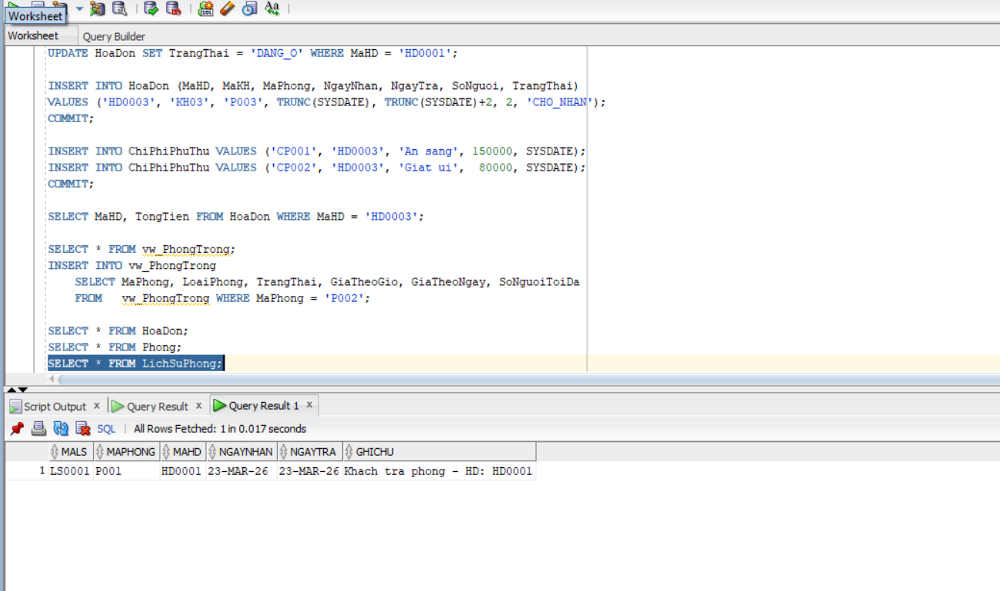 Worksheet
Worksheet Query Builder
UPDATE HoaDon SET TrangThai = 'DANG_O' WHERE MaHD = 'HD0001';
INSERT INTO HoaDon (MaHD, MaKH, MaPhong, NgayNhan, NgayTra, SoNguoi, TrangThai)
VALUES ('HD0003', 'KH03', 'P003', TRUNC(SYSDATE), TRUNC(SYSDATE)+2, 2, 'CHO_NHAN');
COMMIT;
INSERT INTO ChiPhiPhuThu VALUES ('CP001', 'HD0003', 'An sang', 150000, SYSDATE);
INSERT INTO ChiPhiPhuThu VALUES ('CP002', 'HD0003', 'Giat ui', 80000, SYSDATE);
COMMIT;
SELECT MaHD, TongTien FROM HoaDon WHERE MaHD = 'HD0003';
SELECT * FROM vw_PhongTrong;
INSERT INTO vw_PhongTrong
SELECT MaPhong, LoaiPhong, TrangThai, GiaTheoGio, GiaTheoNgay, SoNguoiToiDa
FROM vw_PhongTrong WHERE MaPhong = 'P002';
SELECT * FROM HoaDon;
SELECT * FROM Phong;
SELECT * FROM LichSuPhong;
Script Output x Query Result x Query Result 1 x
SQL | All Rows Fetched: 1 in 0.017 seconds
MALS MAPHONG MAHD NGAYNHAN NGAYTRA GHICHU
1 LS0001 P001 HD0001 23-MAR-26 23-MAR-26 Khach tra phong - HD: HD0001